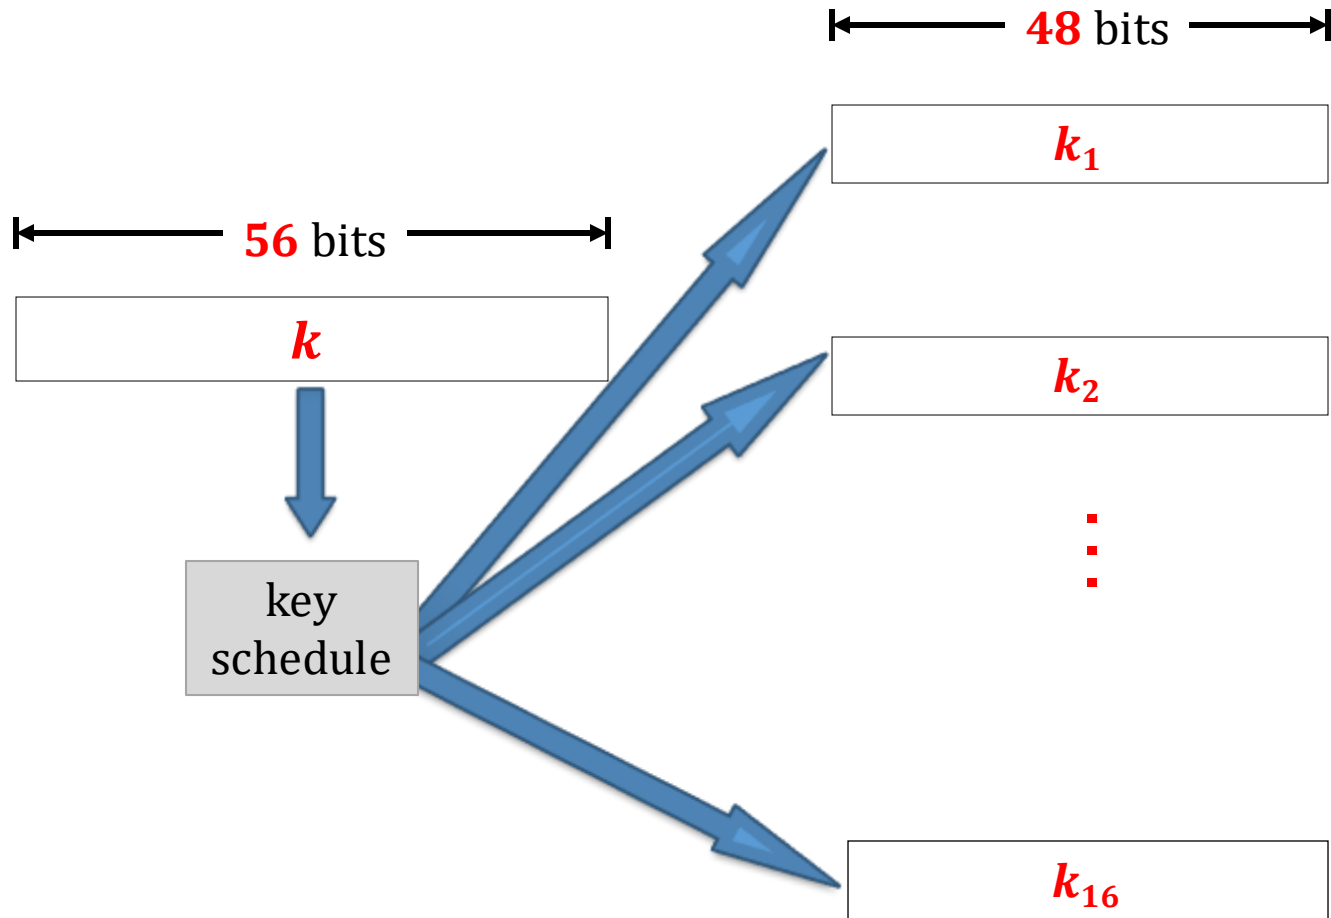 48 bits
k₁
56 bits
k
k₂
key
schedule
k₁₆